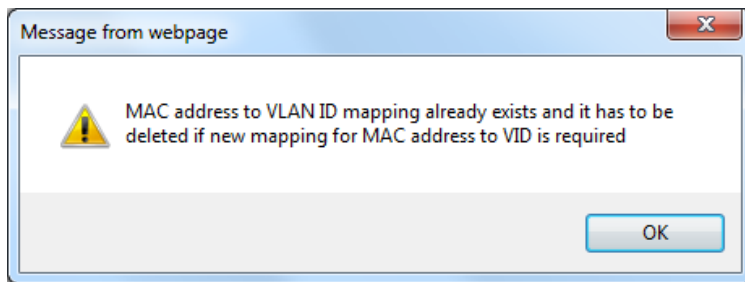 Message from webpage
MAC address to VLAN ID mapping already exists and it has to be
deleted if new mapping for MAC address to VID is required
OK